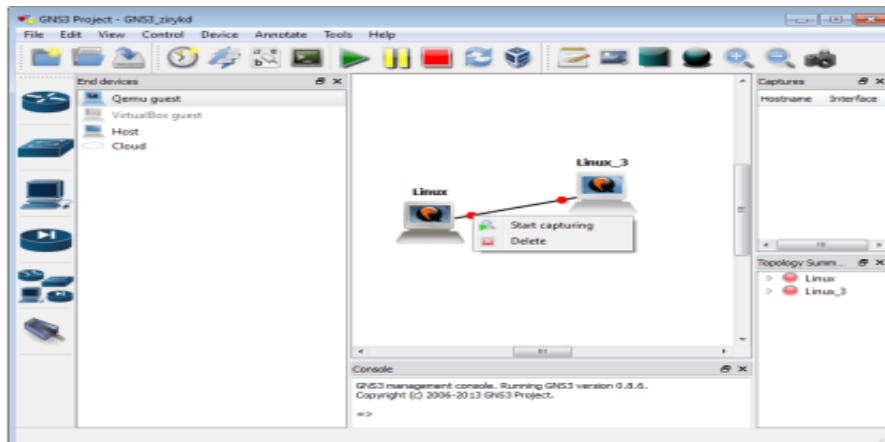 GNS3 Project - GNS3_zirykd
File Edit View Control Device Annotate Tools Help
End devices
Qemu guest
VirtualBox guest
Host
Cloud
Linux_3
Linux
Start capturing
Delete
Captures
Hostname Interface
Topology Summ...
Linux
Linux_3
Console
GNS3 management console. Running GNS3 version 0.8.6.
Copyright (c) 2006-2013 GNS3 Project.
=>